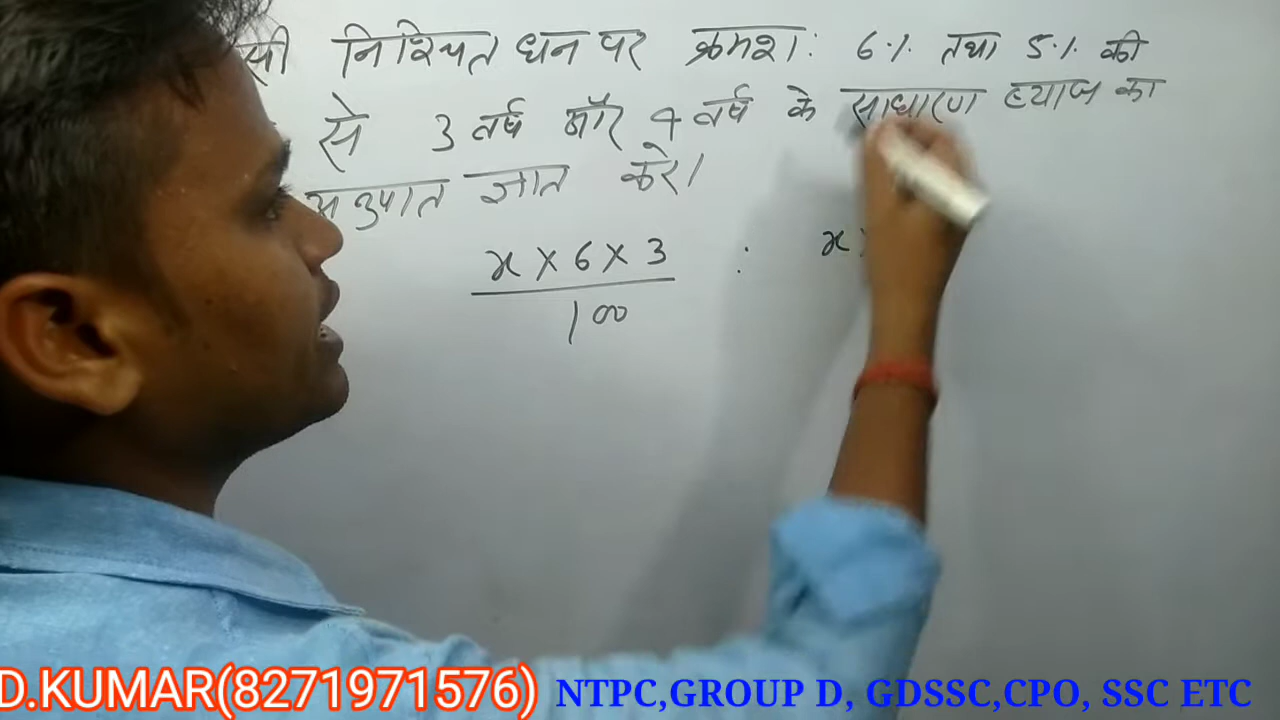 सी निश्चित धन पर क्रमशः 6% तथा 5% की
से 3 वर्ष और 4 वर्ष के साधारण ब्याज का
अनुपात ज्ञात करे।
x × 6 × 3 : x
100
D.KUMAR(8271971576) NTPC,GROUP D, GDSSC,CPO, SSC ETC